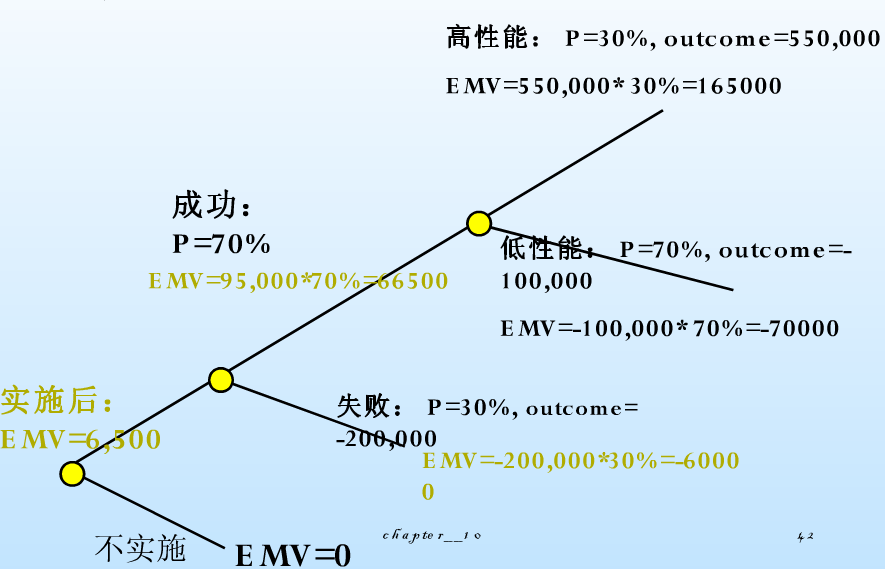 高性能： P=30%, outcome=550,000
EMV=550,000*30%=165000
成功：
P=70%
EMV=95,000*70%=66500
低性能： P=70%, outcome=-
100,000
EMV=-100,000*70%=-70000
实施后：
EMV=6,500
失败： P=30%, outcome=
-200,000
EMV=-200,000*30%=-6000
0
不实施
EMV=0
chapter__10
42